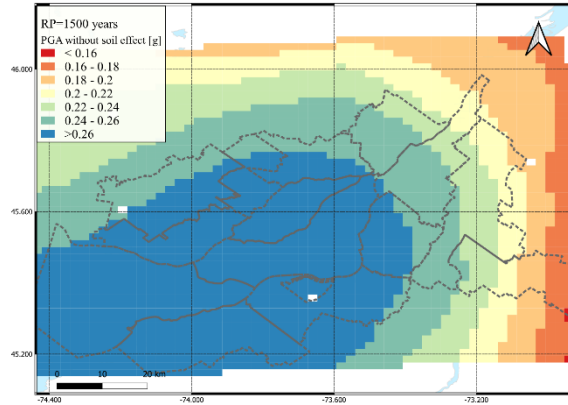 RP=1500 years
PGA without soil effect [g]
< 0.16
0.16 - 0.18
0.18 - 0.2
0.2 - 0.22
0.22 - 0.24
0.24 - 0.26
>0.26
46.000
45.600
45.200
0 10 20 km
-74.400 -74.000 -73.600 -73.200